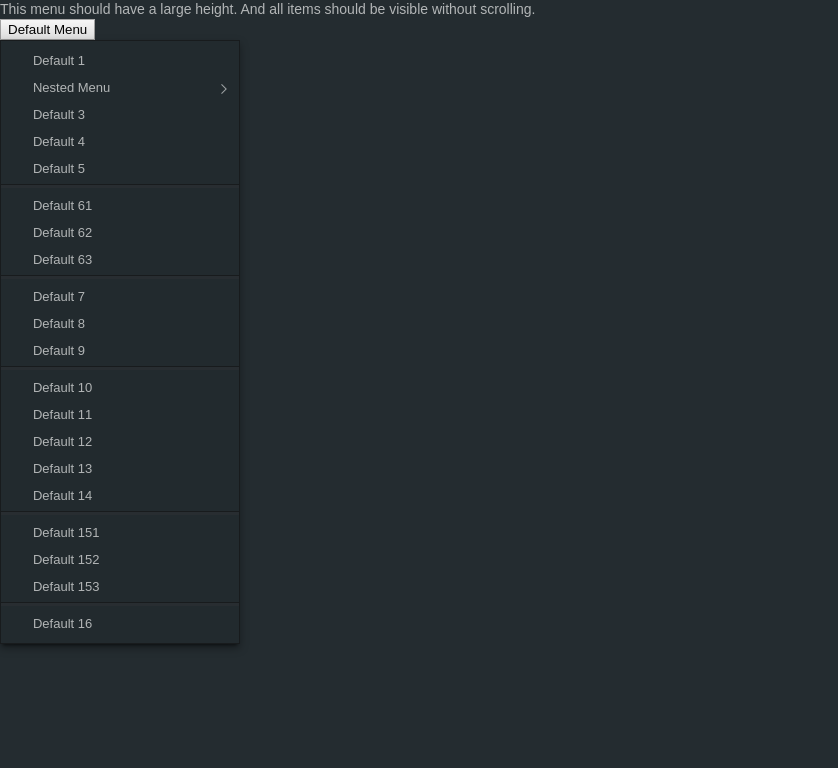 This menu should have a large height. And all items should be visible without scrolling.
Default Menu
Default 1
Nested Menu
Default 3
Default 4
Default 5
Default 61
Default 62
Default 63
Default 7
Default 8
Default 9
Default 10
Default 11
Default 12
Default 13
Default 14
Default 151
Default 152
Default 153
Default 16